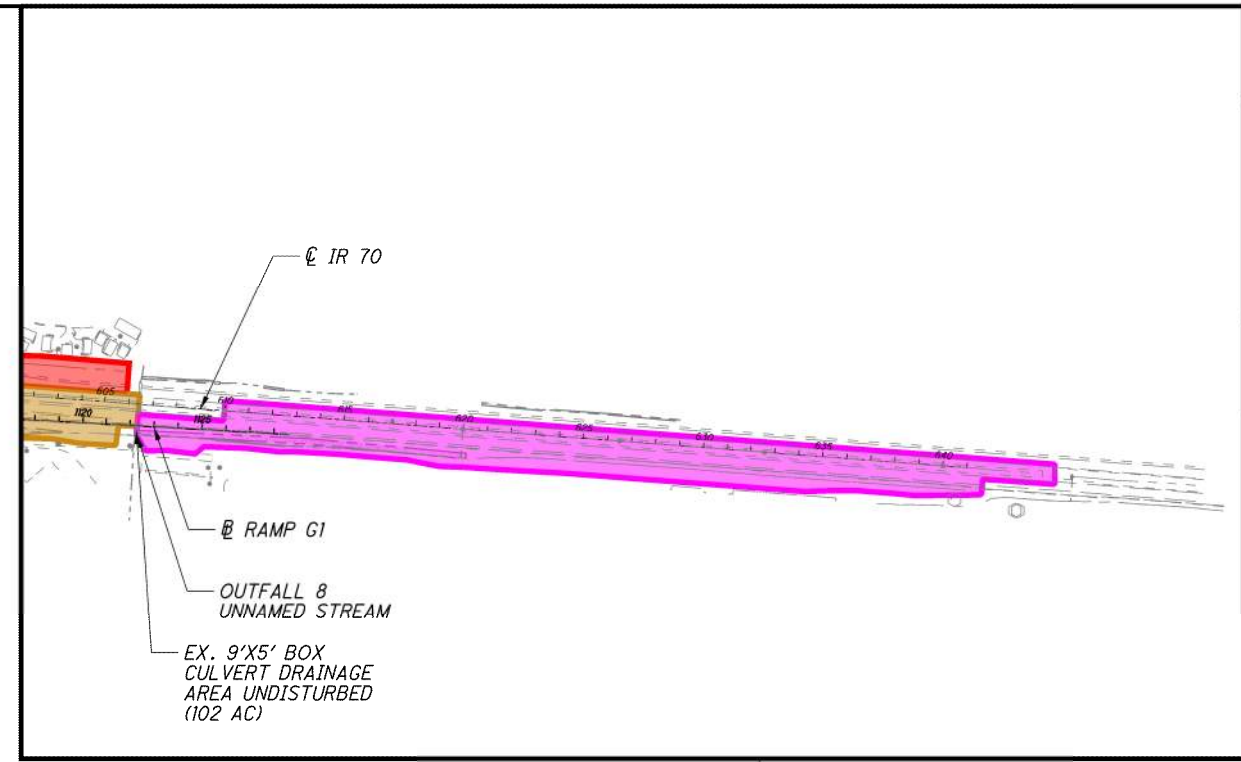 ℄ IR 70
605
610
615
620
625
630
635
640
1120
1125
⅊ RAMP G1
OUTFALL 8
UNNAMED STREAM
EX. 9'X5' BOX
CULVERT DRAINAGE
AREA UNDISTURBED
(102 AC)